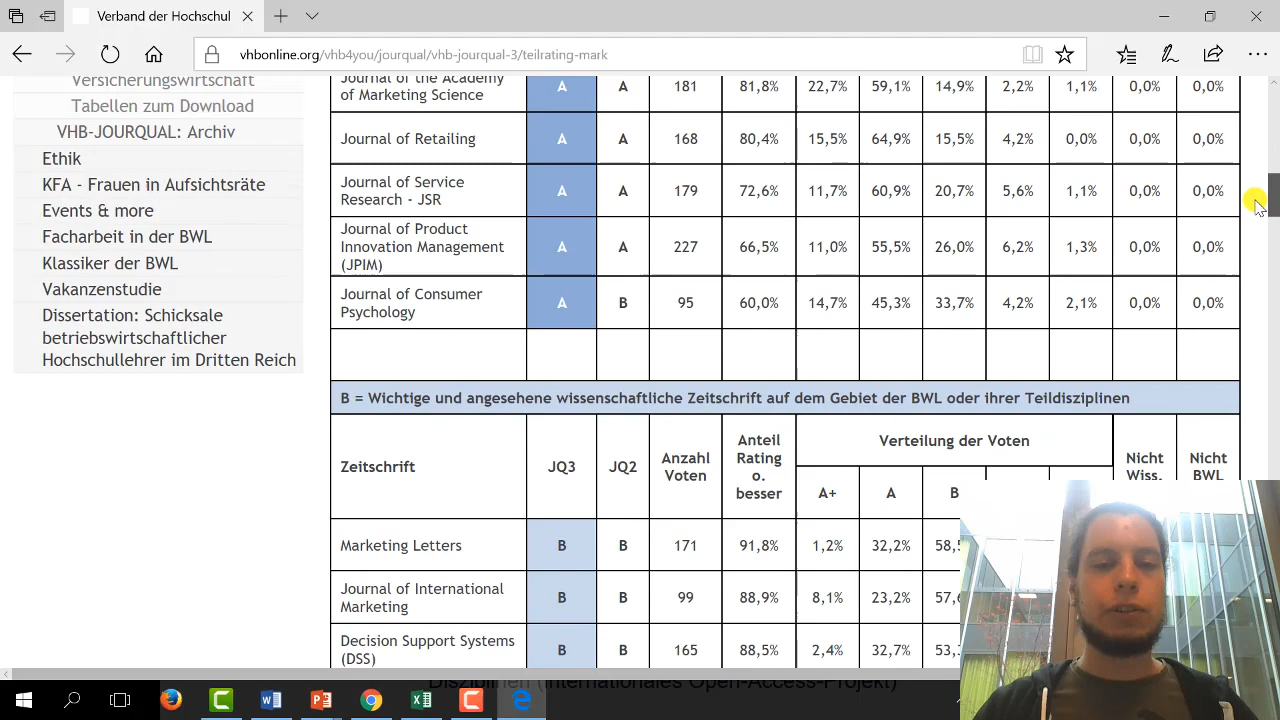 Verband der Hochschul
vhbonline.org/vhb4you/jourqual/vhb-jourqual-3/teilrating-mark
Versicherungswirtschaft
Tabellen zum Download
VHB-JOURQUAL: Archiv
Ethik
KFA - Frauen in Aufsichtsräte
Events & more
Facharbeit in der BWL
Klassiker der BWL
Vakanzenstudie
Dissertation: Schicksale
betriebswirtschaftlicher
Hochschullehrer im Dritten Reich
Journal of the Academy
of Marketing Science A A 181 81,8% 22,7% 59,1% 14,9% 2,2% 1,1% 0,0% 0,0%
Journal of Retailing A A 168 80,4% 15,5% 64,9% 15,5% 4,2% 0,0% 0,0% 0,0%
Journal of Service
Research - JSR A A 179 72,6% 11,7% 60,9% 20,7% 5,6% 1,1% 0,0% 0,0%
Journal of Product
Innovation Management A A 227 66,5% 11,0% 55,5% 26,0% 6,2% 1,3% 0,0% 0,0%
(JPIM)
Journal of Consumer
Psychology A B 95 60,0% 14,7% 45,3% 33,7% 4,2% 2,1% 0,0% 0,0%
B = Wichtige und angesehene wissenschaftliche Zeitschrift auf dem Gebiet der BWL oder ihrer Teildisziplinen
Zeitschrift JQ3 JQ2
Anzahl
Voten
Anteil
Rating
o.
besser
Verteilung der Voten
A+ A B
Nicht
Wiss.
Nicht
BWL
Marketing Letters B B 171 91,8% 1,2% 32,2%
Journal of International
Marketing B B 99 88,9% 8,1% 23,2%
Decision Support Systems
(DSS) B B 165 88,5% 2,4% 32,7%
Disziplinen (Internationales Open-Access-Projekt)